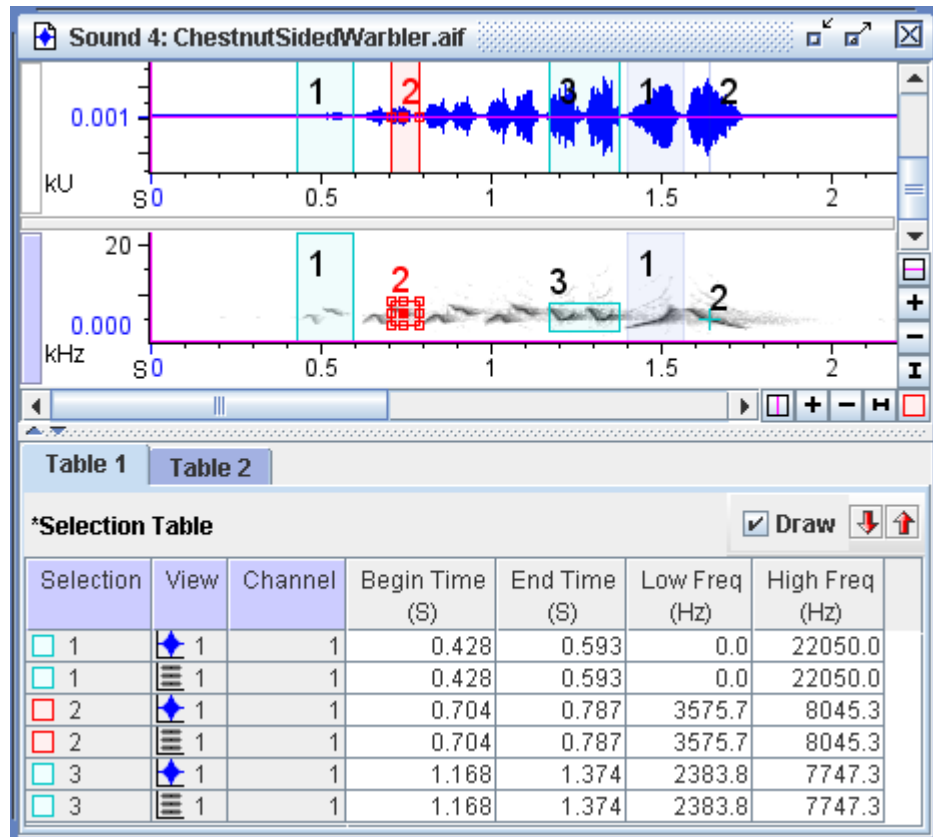 Sound 4: ChestnutSidedWarbler.aif
1 2 3 1 2
0.001
kU
S 0 0.5 1 1.5 2
20
1 2 3 1 2
0.000
kHz
S 0 0.5 1 1.5 2
Table 1 Table 2
*Selection Table Draw
Selection View Channel Begin Time (S) End Time (S) Low Freq (Hz) High Freq (Hz)
1 1 1 0.428 0.593 0.0 22050.0
1 1 1 0.428 0.593 0.0 22050.0
2 1 1 0.704 0.787 3575.7 8045.3
2 1 1 0.704 0.787 3575.7 8045.3
3 1 1 1.168 1.374 2383.8 7747.3
3 1 1 1.168 1.374 2383.8 7747.3